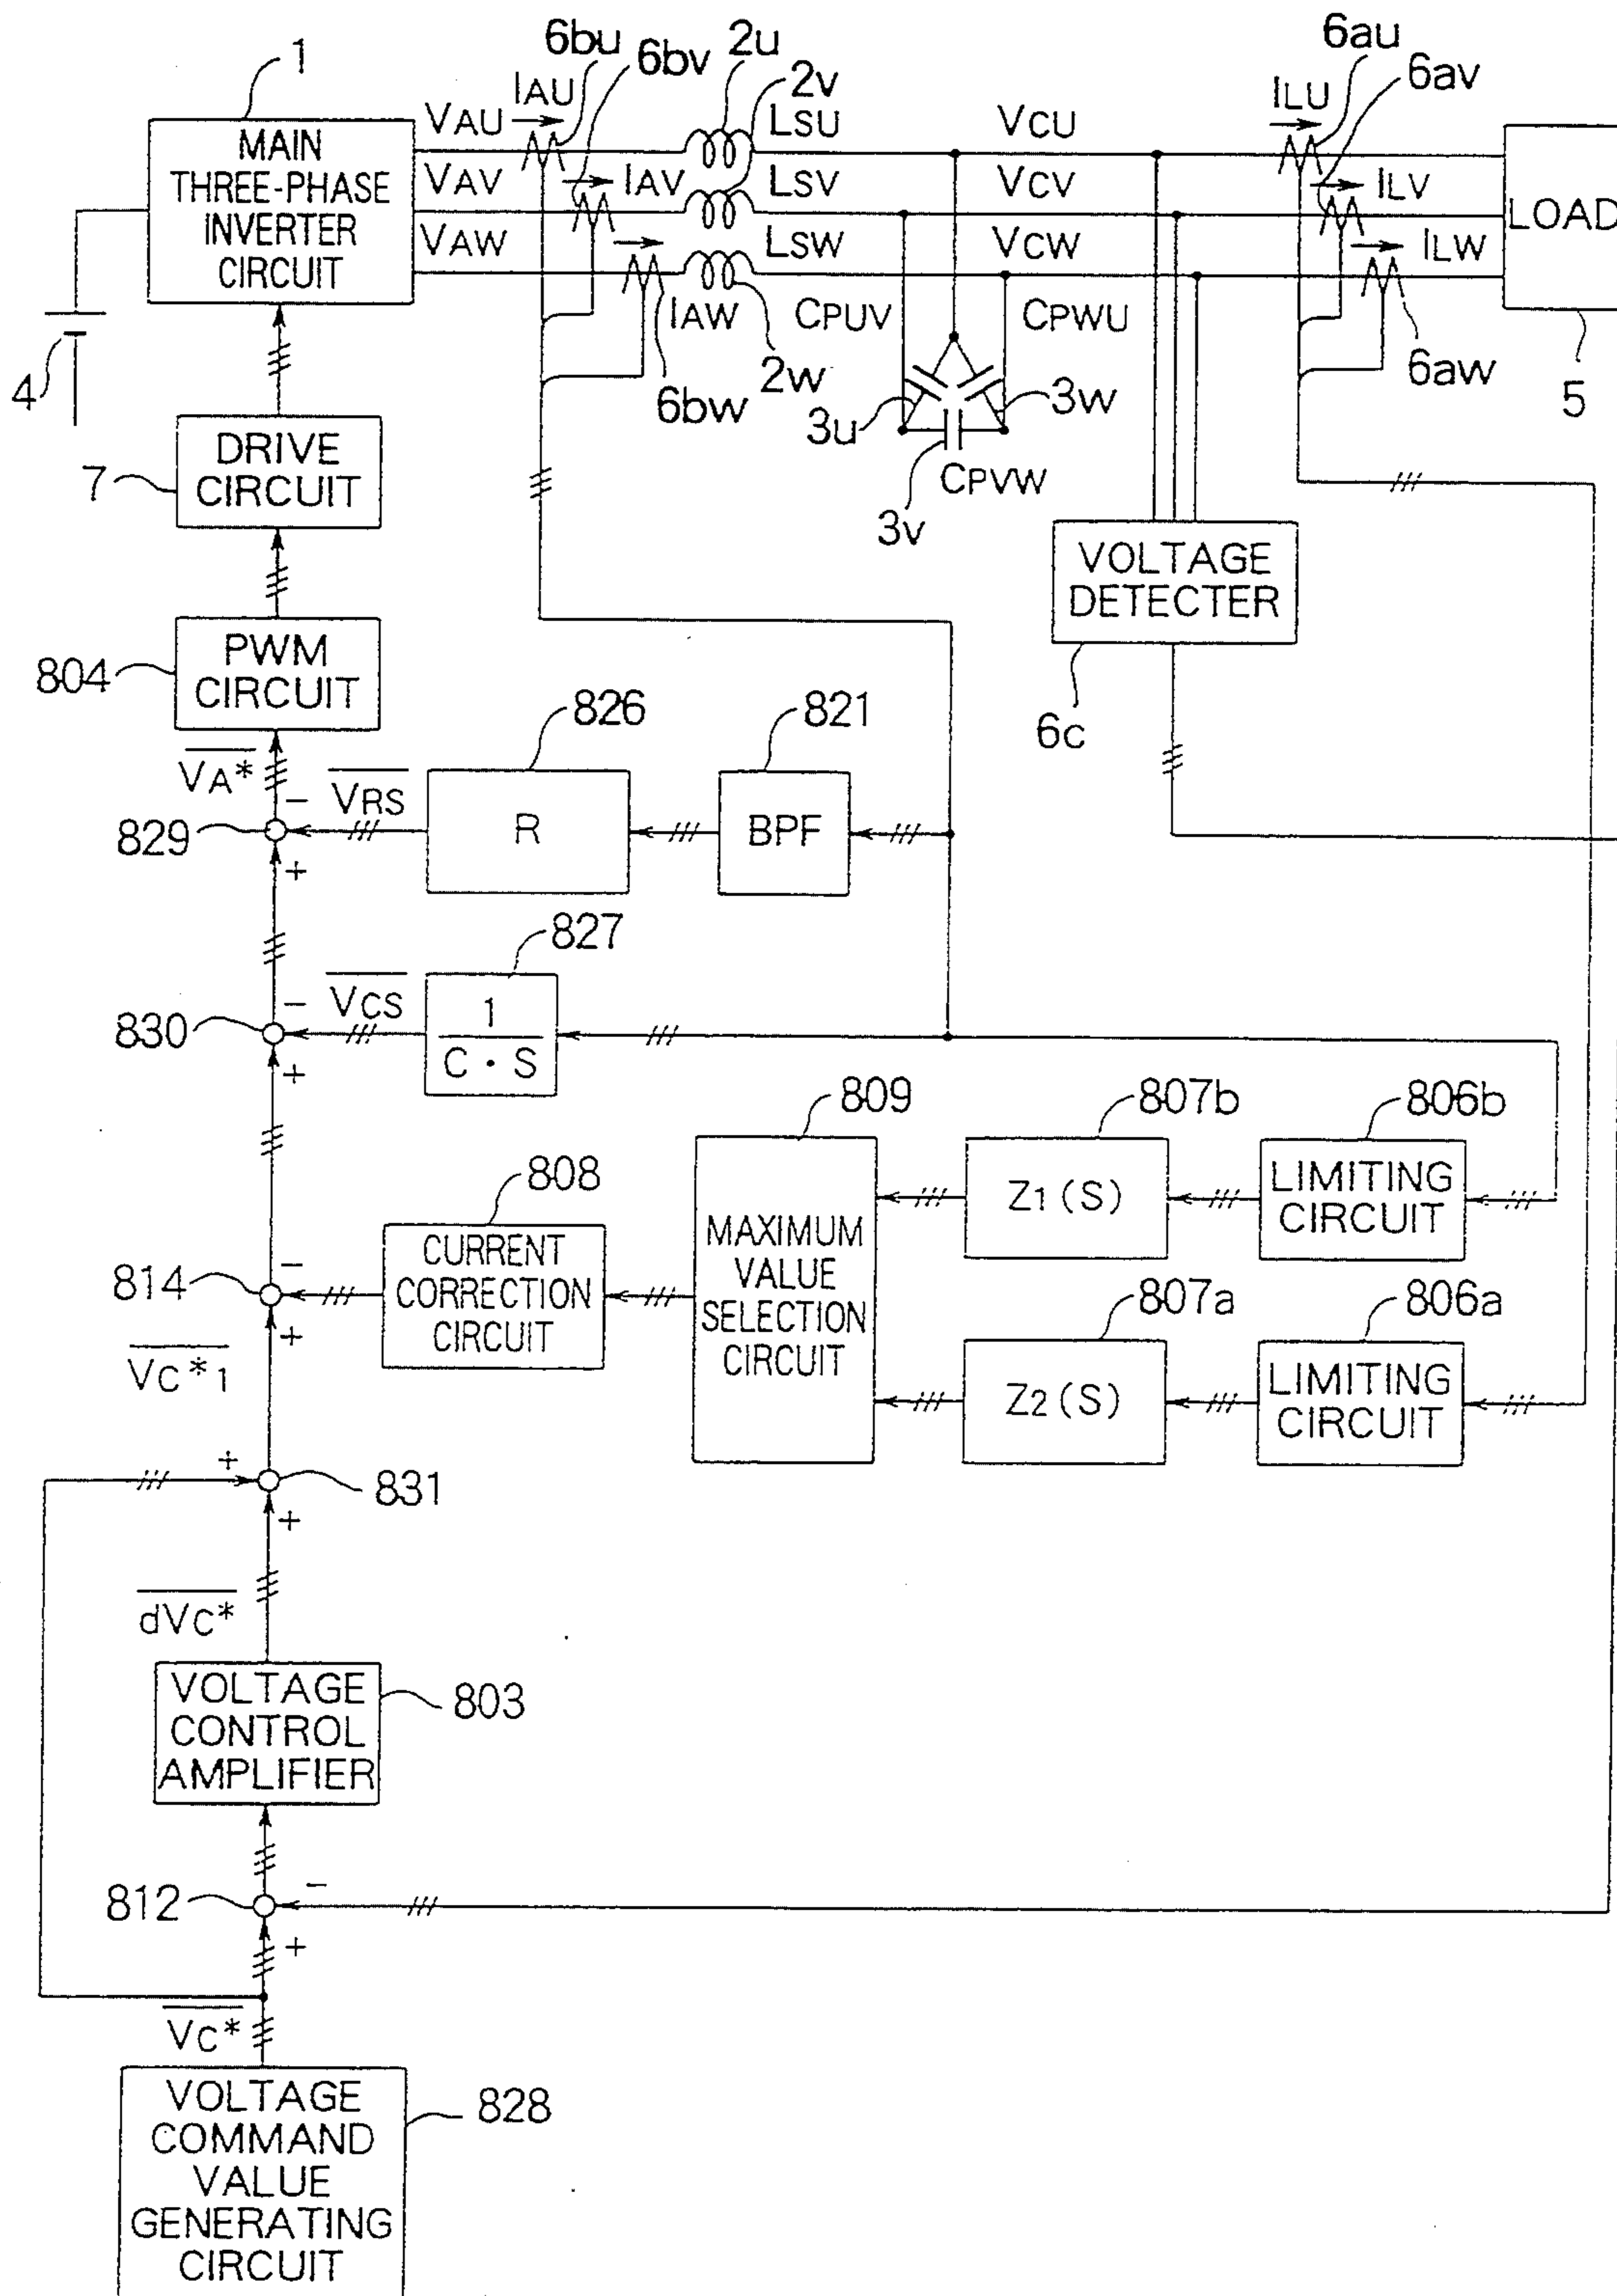 1
6bu
6bv
2u
2v
6au
6av
VAU
IAU
LSU
VCU
ILU
MAIN
THREE-PHASE
INVERTER
CIRCUIT
VAV
IAV
LSV
VCV
ILV
LOAD
VAW
LSW
VCW
ILW
IAW
CPUV
CPWU
4
6bw
2w
3u
3w
6aw
5
CPVW
3v
7
DRIVE
CIRCUIT
VOLTAGE
DETECTER
6c
804
PWM
CIRCUIT
826
821
VA*
−
VRS
829
R
BPF
+
827
−
VCS
830
1
C · S
+
809
807b
806b
808
MAXIMUM
VALUE
SELECTION
CIRCUIT
Z1 (S)
LIMITING
CIRCUIT
−
814
CURRENT
CORRECTION
CIRCUIT
807a
806a
+
VC*1
Z2 (S)
LIMITING
CIRCUIT
+
831
+
dVC*
VOLTAGE
CONTROL
AMPLIFIER
803
812
−
+
VC*
VOLTAGE
COMMAND
VALUE
GENERATING
CIRCUIT
828